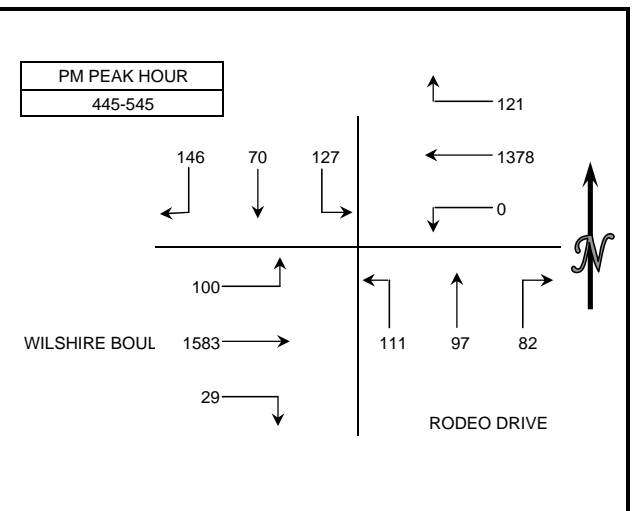 PM PEAK HOUR
445-545
121
146 70 127
1378
0
N
100
WILSHIRE BOUL 1583
111 97 82
29
RODEO DRIVE